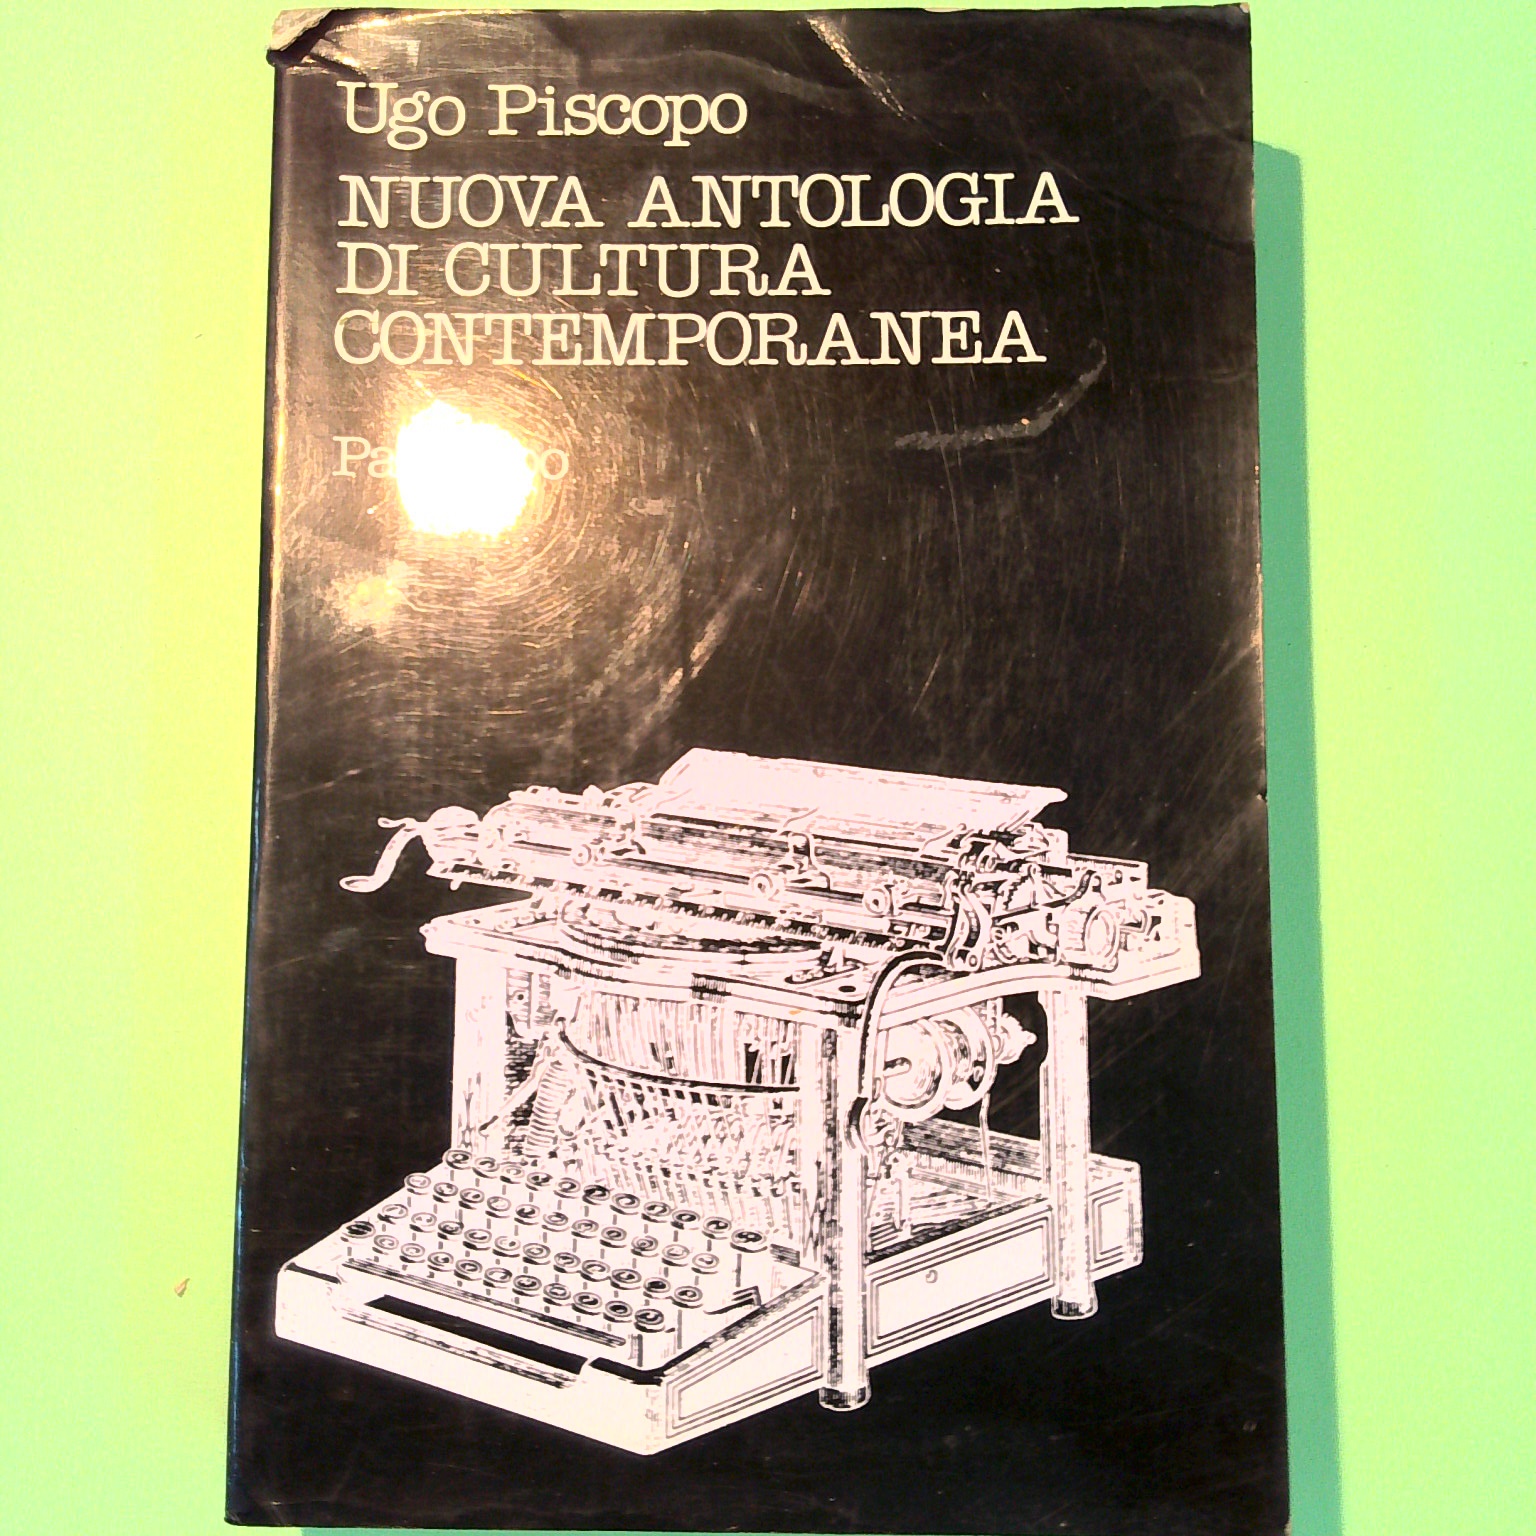 Ugo Piscopo
NUOVA ANTOLOGIA
DI CULTURA
CONTEMPORANEA